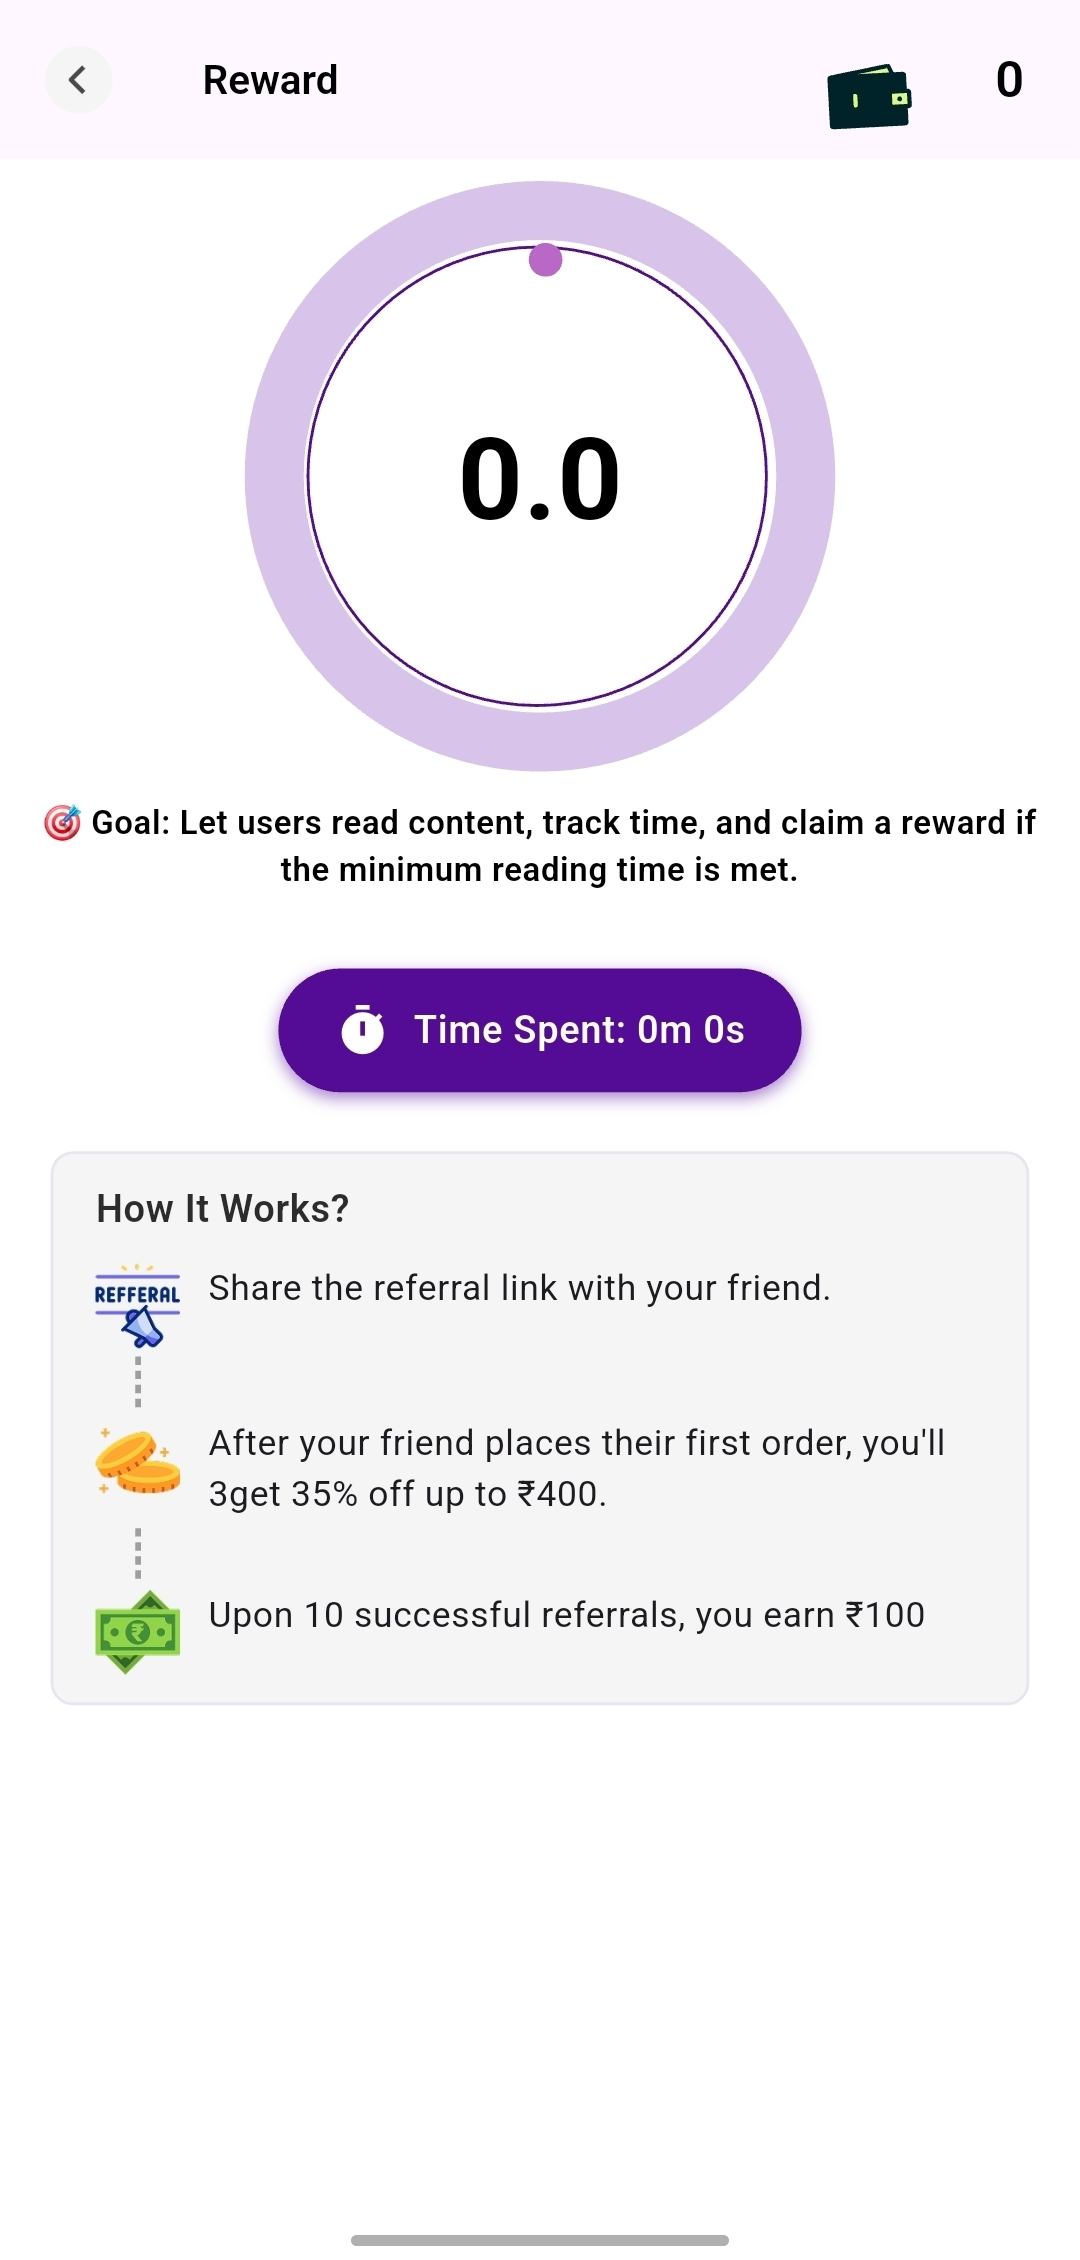 Reward
0
0.0
🎯 Goal: Let users read content, track time, and claim a reward if
the minimum reading time is met.
Time Spent: 0m 0s
How It Works?
REFFERAL
Share the referral link with your friend.
After your friend places their first order, you'll
3get 35% off up to ₹400.
₹
Upon 10 successful referrals, you earn ₹100